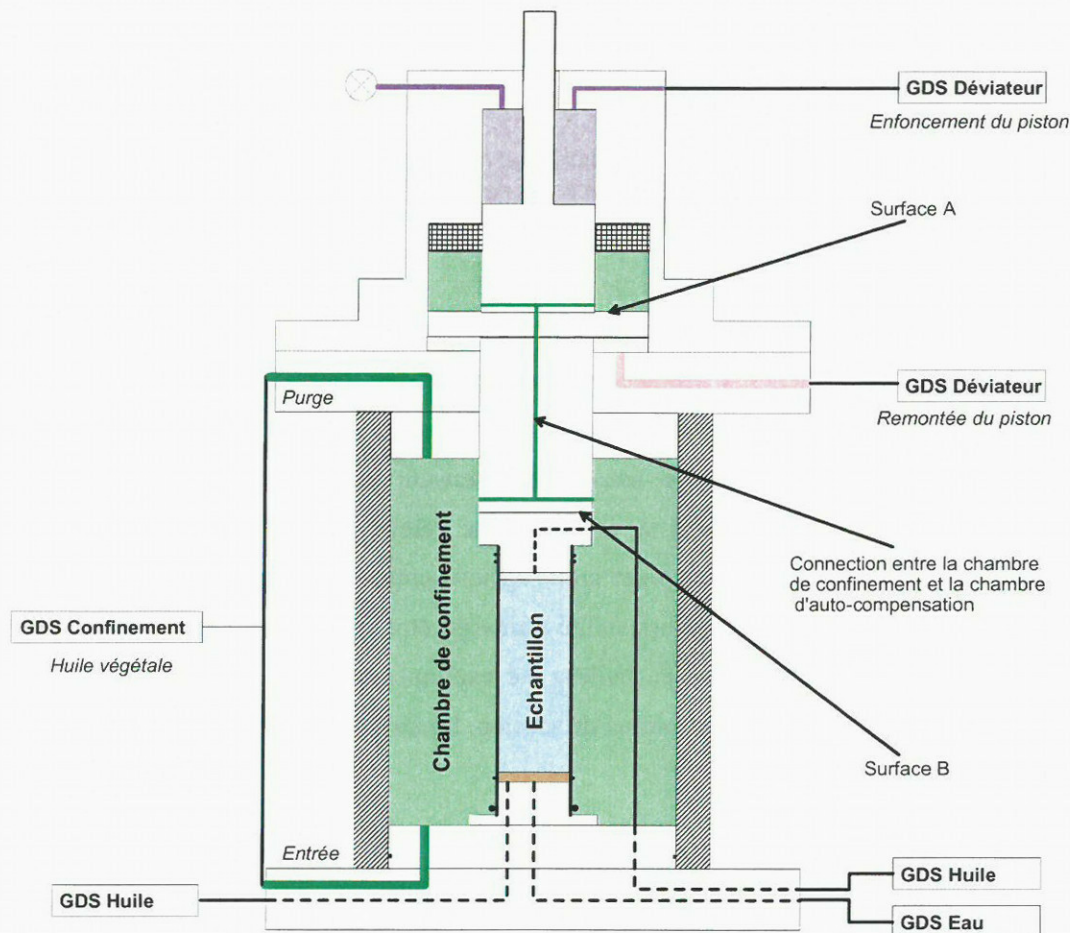 GDS Déviateur
Enfoncement du piston
Surface A
GDS Déviateur
Remontée du piston
Purge
Connection entre la chambre
de confinement et la chambre
d'auto-compensation
GDS Confinement
Huile végétale
Chambre de confinement
Echantillon
Surface B
Entrée
GDS Huile
GDS Huile
GDS Eau